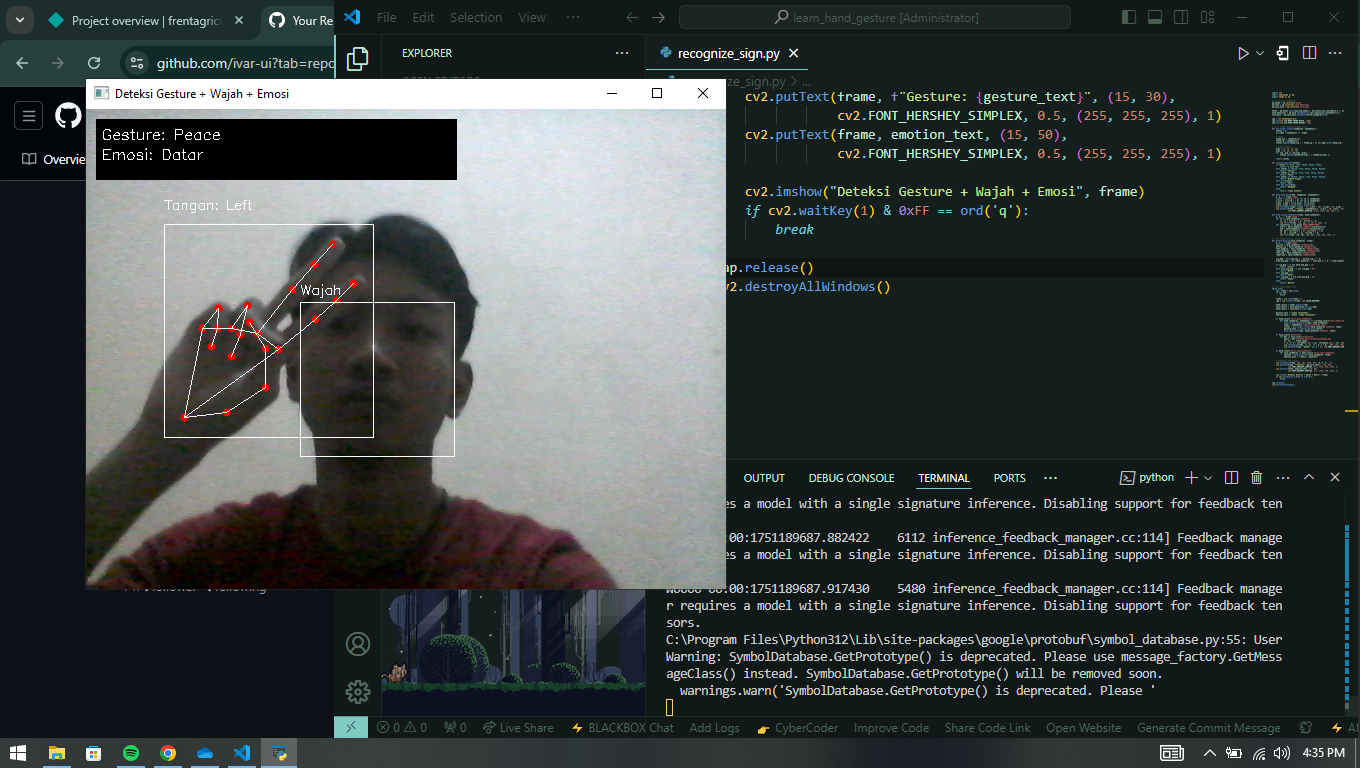 Project overview | frentagric
Your Re
github.com/ivar-ui?tab=repo
Overvie
File Edit Selection View ...
learn_hand_gesture [Administrator]
EXPLORER ...
recognize_sign.py
ze_sign.py > ...
Deteksi Gesture + Wajah + Emosi
Gesture: Peace
Emosi: Datar
Tangan: Left
Wajah
cv2.putText(frame, f"Gesture: {gesture_text}", (15, 30),
cv2.FONT_HERSHEY_SIMPLEX, 0.5, (255, 255, 255), 1)
cv2.putText(frame, emotion_text, (15, 50),
cv2.FONT_HERSHEY_SIMPLEX, 0.5, (255, 255, 255), 1)
cv2.imshow("Deteksi Gesture + Wajah + Emosi", frame)
if cv2.waitKey(1) & 0xFF == ord('q'):
break
ap.release()
v2.destroyAllWindows()
OUTPUT DEBUG CONSOLE TERMINAL PORTS ...
python
es a model with a single signature inference. Disabling support for feedback ten
:00:1751189687.882422 6112 inference_feedback_manager.cc:114] Feedback manage
es a model with a single signature inference. Disabling support for feedback ten
W0000 00:00:1751189687.917430 5480 inference_feedback_manager.cc:114] Feedback manage
r requires a model with a single signature inference. Disabling support for feedback ten
sors.
C:\Program Files\Python312\Lib\site-packages\google\protobuf\symbol_database.py:55: User
Warning: SymbolDatabase.GetPrototype() is deprecated. Please use message_factory.GetMess
ageClass() instead. SymbolDatabase.GetPrototype() will be removed soon.
warnings.warn('SymbolDatabase.GetPrototype() is deprecated. Please '
0 0 0 Live Share BLACKBOX Chat Add Logs CyberCoder Improve Code Share Code Link Open Website Generate Commit Message
4:35 PM